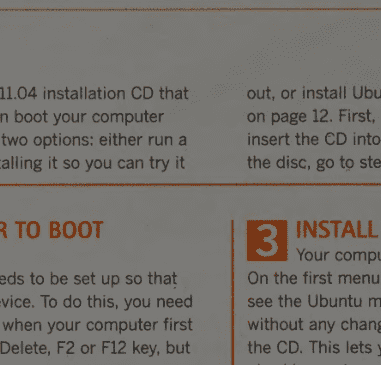 11.04 installation CD that
n boot your computer
two options: either run a
talling it so you can try it
out, or install Ubu
on page 12. First,
insert the CD into
the disc, go to ste
R TO BOOT
eds to be set up so that
vice. To do this, you need
when your computer first
Delete, F2 or F12 key, but
3 INSTALL
Your compu
On the first menu
see the Ubuntu m
without any chang
the CD. This lets y